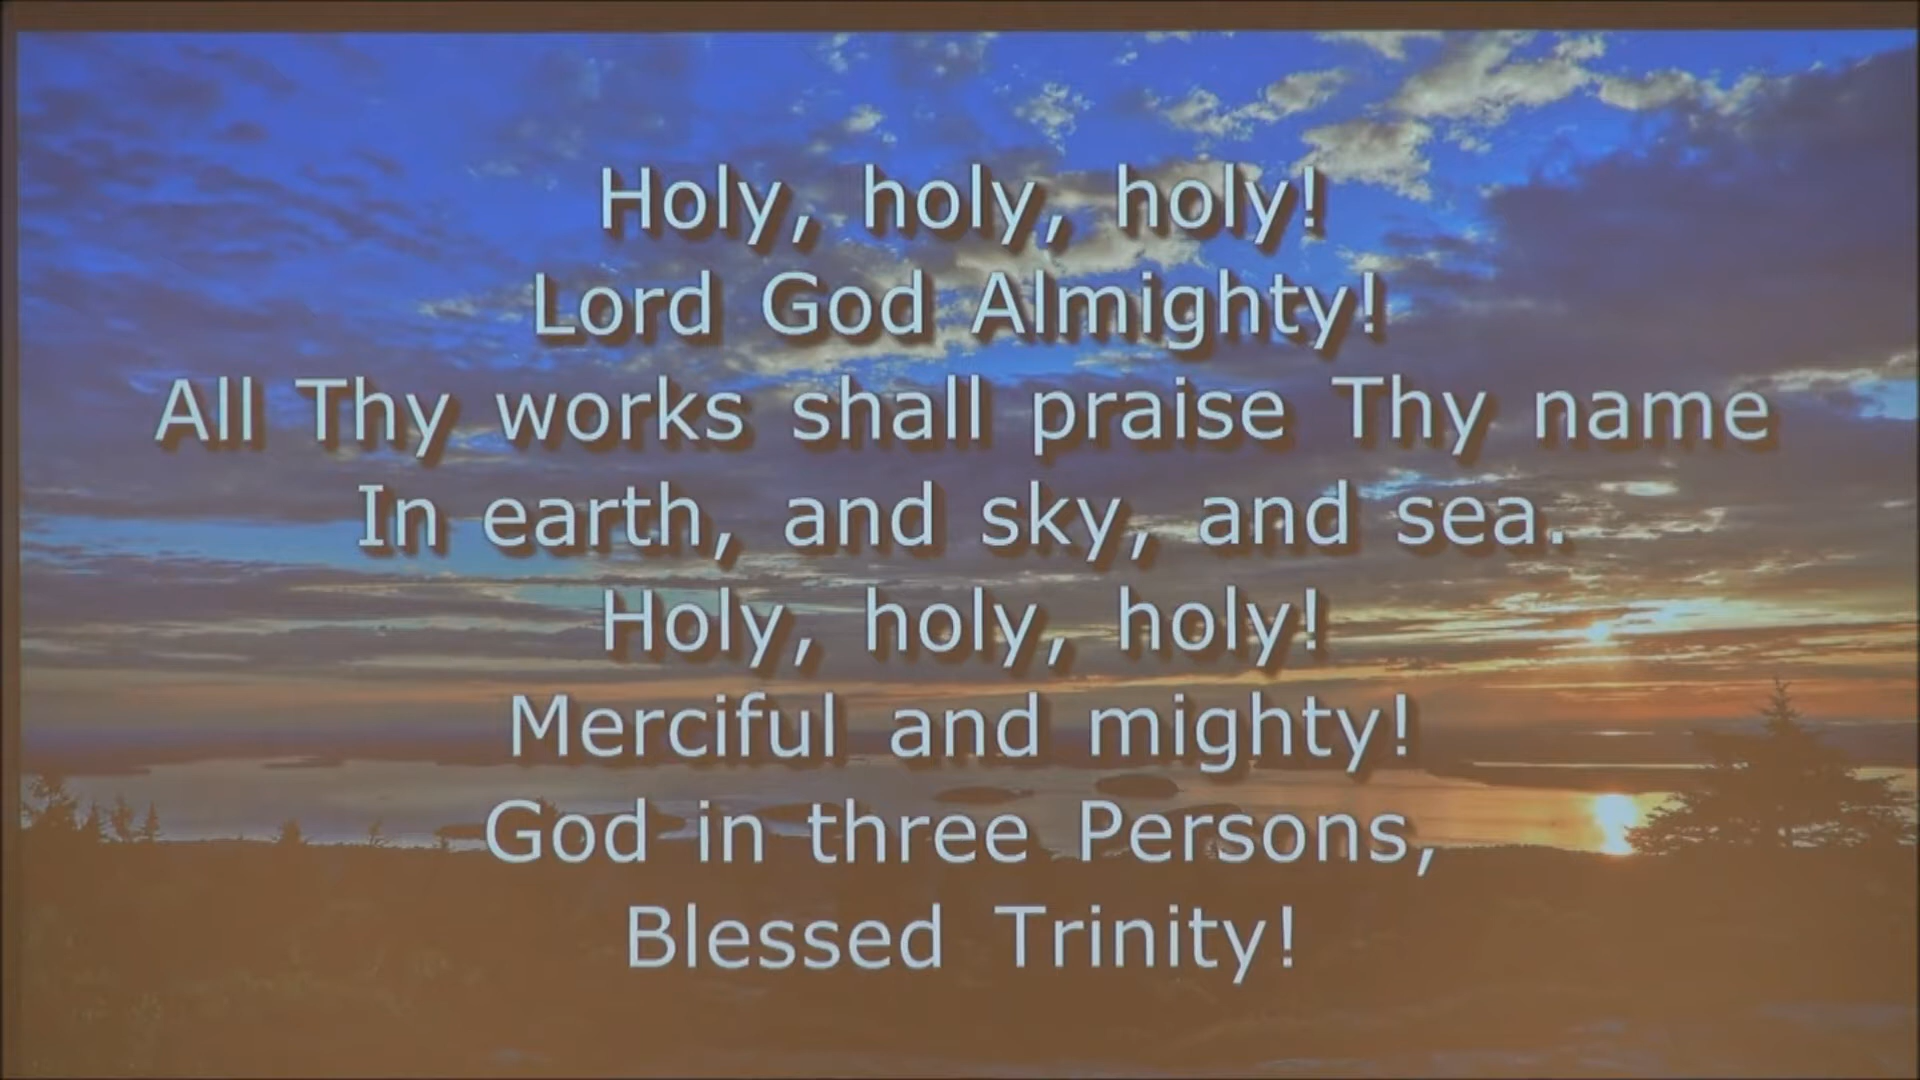 Holy, holy, holy!
Lord God Almighty!
All Thy works shall praise Thy name
In earth, and sky, and sea.
Holy, holy, holy!
Merciful and mighty!
God in three Persons,
Blessed Trinity!